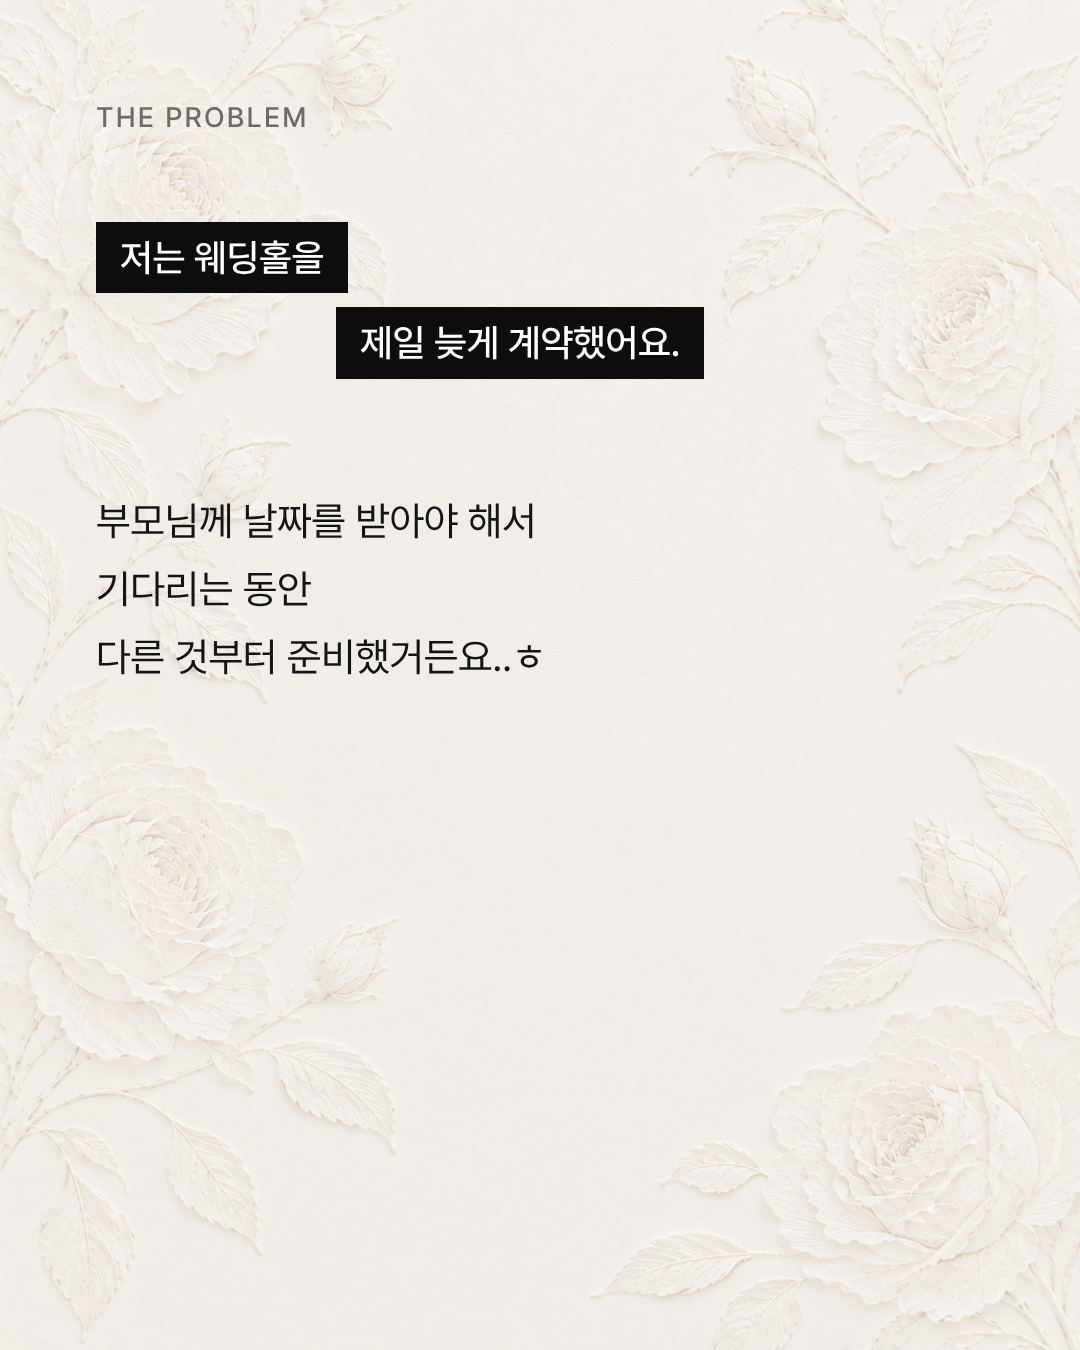 THE PROBLEM
저는 웨딩홀을
제일 늦게 계약했어요.
부모님께 날짜를 받아야 해서
기다리는 동안
다른 것부터 준비했거든요..ㅎ